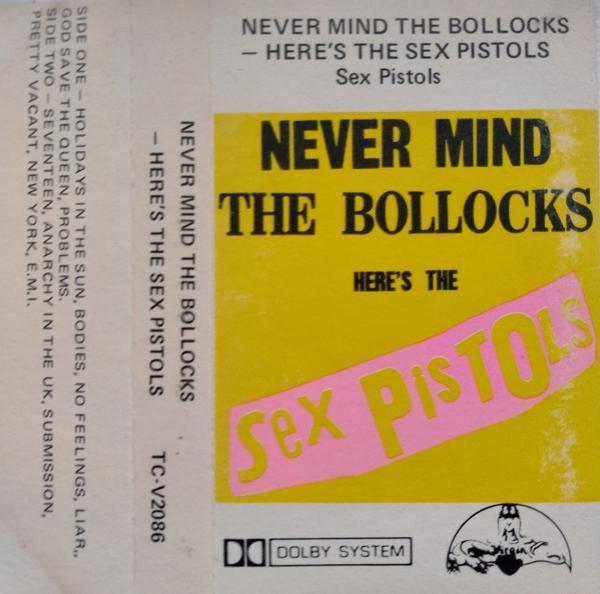 NEVER MIND THE BOLLOCKS
– HERE'S THE SEX PISTOLS
Sex Pistols
NEVER MIND
THE BOLLOCKS
HERE'S THE
Sex PisTOLS
DOLBY SYSTEM
Virgin
NEVER MIND THE BOLLOCKS
– HERE'S THE SEX PISTOLS TC-V2086
SIDE ONE – HOLIDAYS IN THE SUN, BODIES, NO FEELINGS, LIAR,,
GOD SAVE THE QUEEN, PROBLEMS.
SIDE TWO – SEVENTEEN, ANARCHY IN THE UK, SUBMISSION,
PRETTY VACANT, NEW YORK, E.M.I.